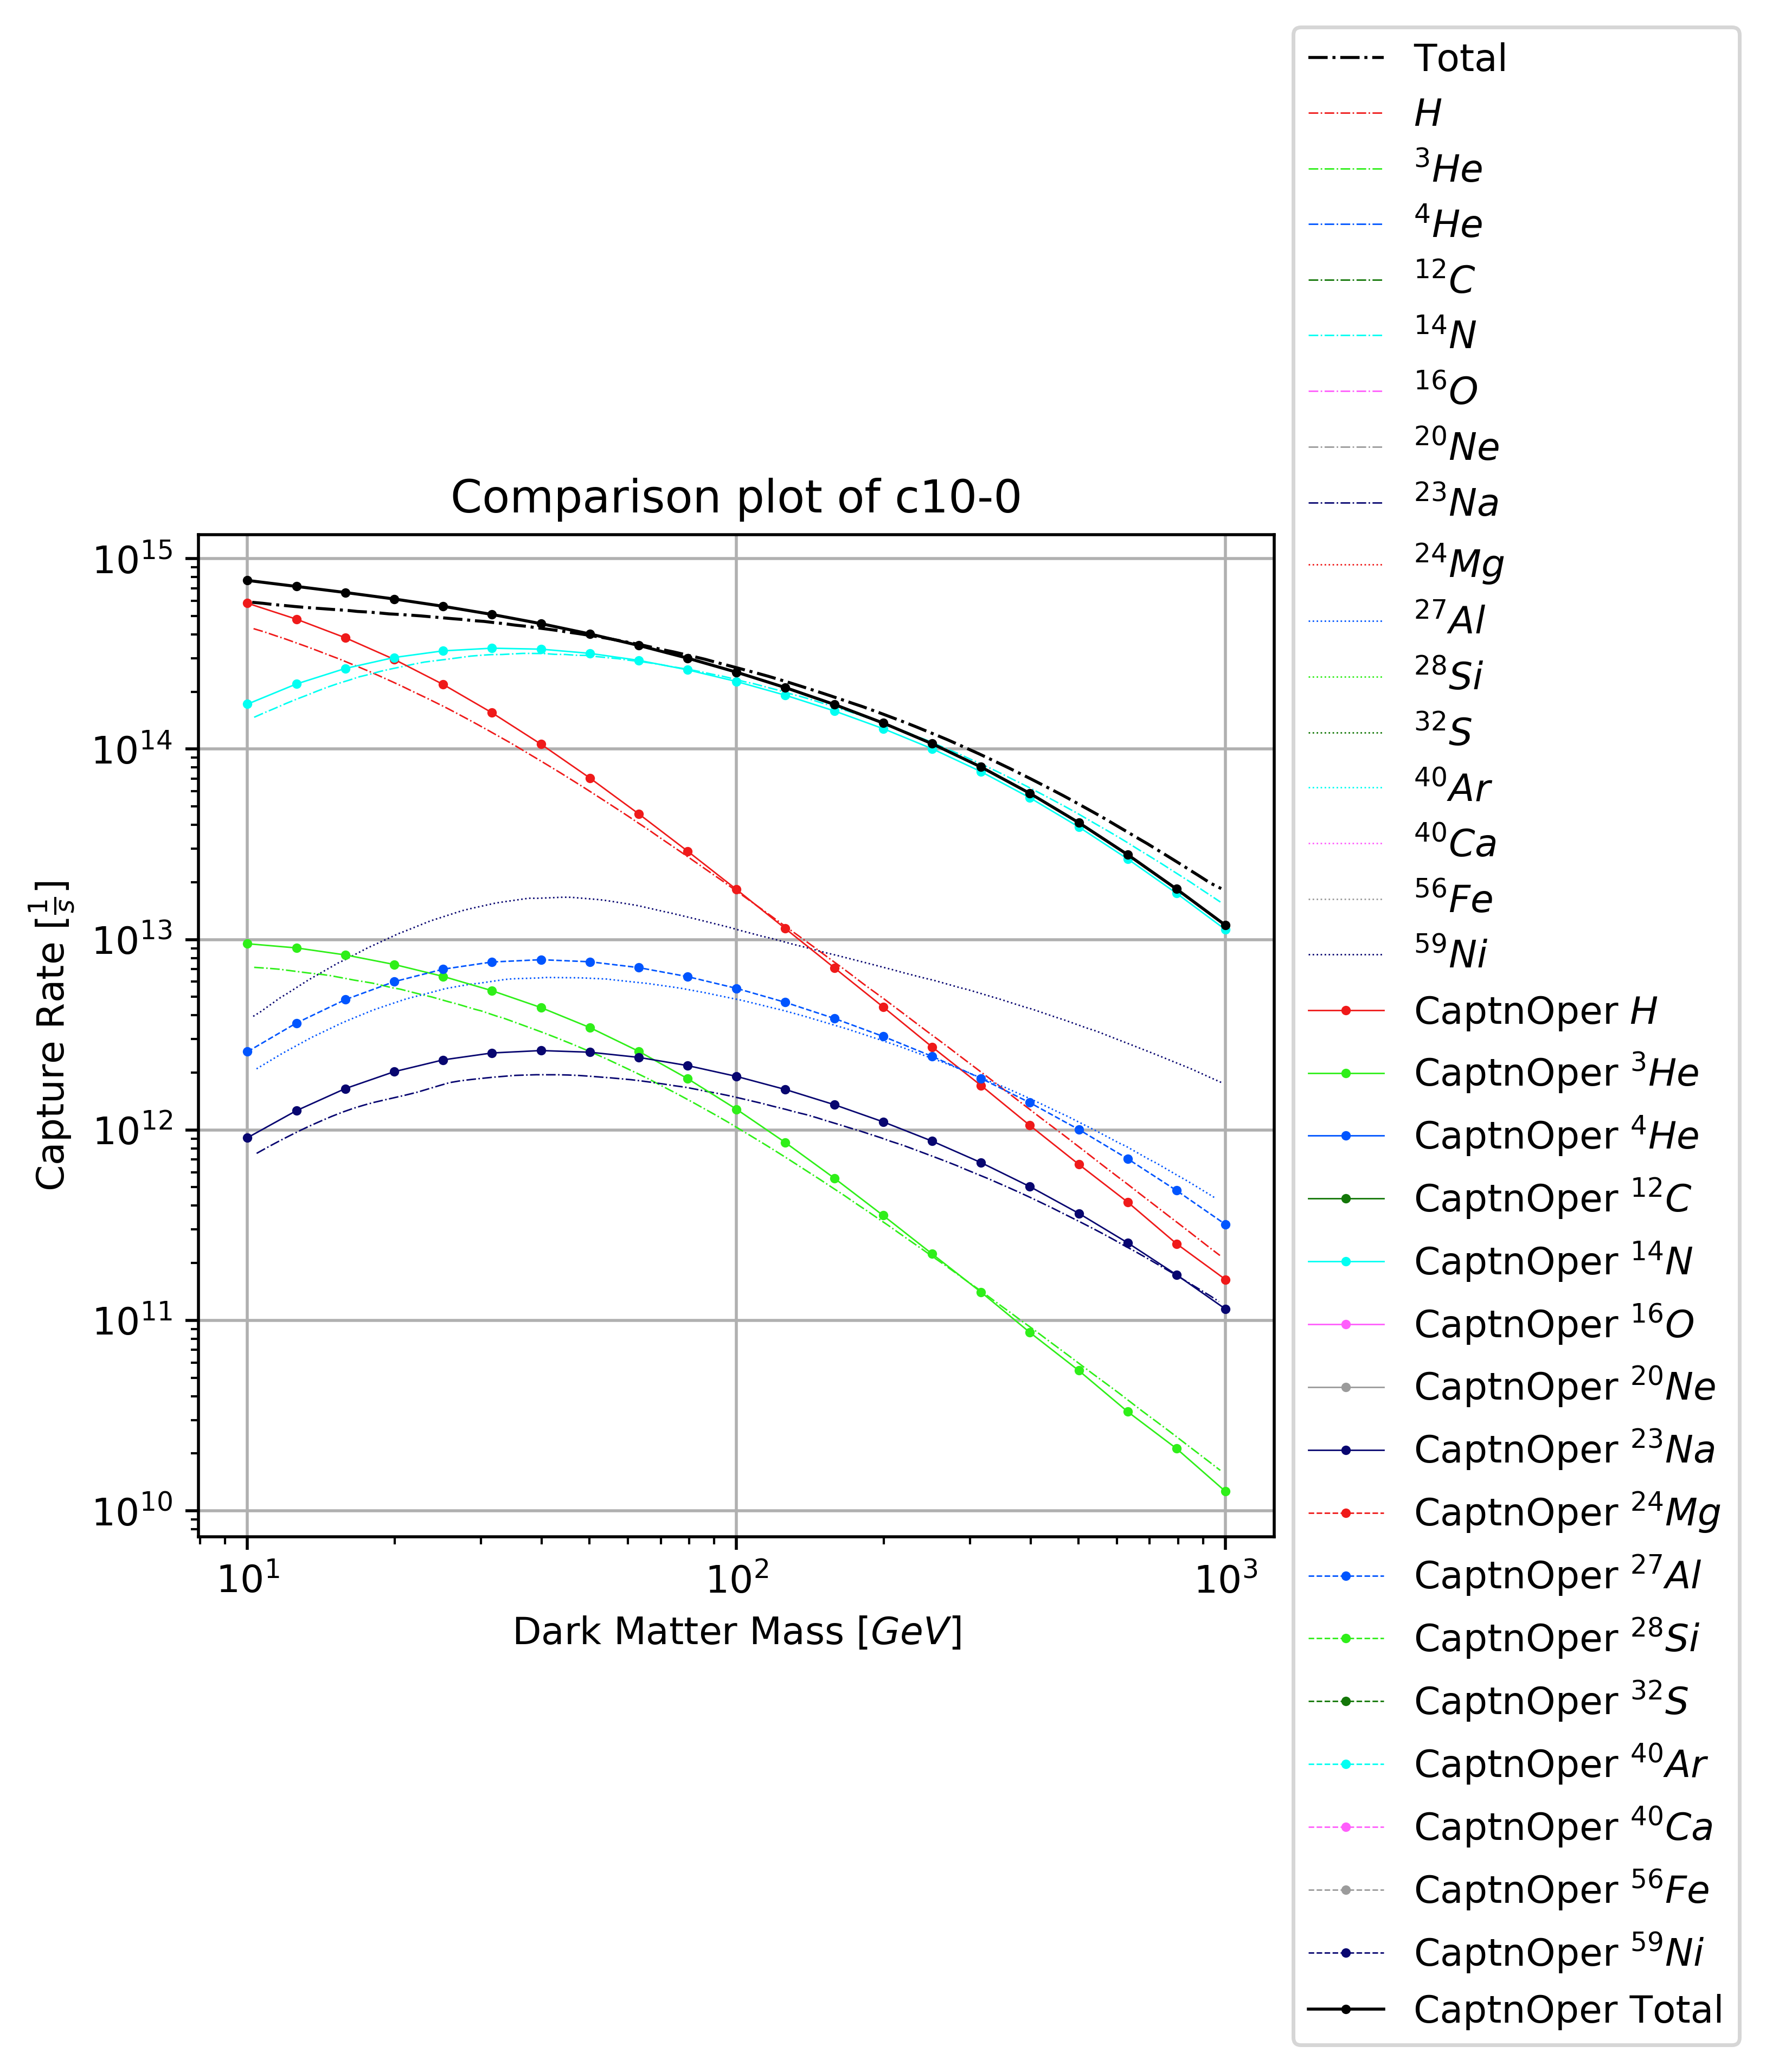 Comparison plot of c10-0
Capture Rate [1/s]
10^15
10^14
10^13
10^12
10^11
10^10
10^1 10^2 10^3
Dark Matter Mass [GeV]
Total
H
^3He
^4He
^12C
^14N
^16O
^20Ne
^23Na
^24Mg
^27Al
^28Si
^32S
^40Ar
^40Ca
^56Fe
^59Ni
CaptnOper H
CaptnOper ^3He
CaptnOper ^4He
CaptnOper ^12C
CaptnOper ^14N
CaptnOper ^16O
CaptnOper ^20Ne
CaptnOper ^23Na
CaptnOper ^24Mg
CaptnOper ^27Al
CaptnOper ^28Si
CaptnOper ^32S
CaptnOper ^40Ar
CaptnOper ^40Ca
CaptnOper ^56Fe
CaptnOper ^59Ni
CaptnOper Total